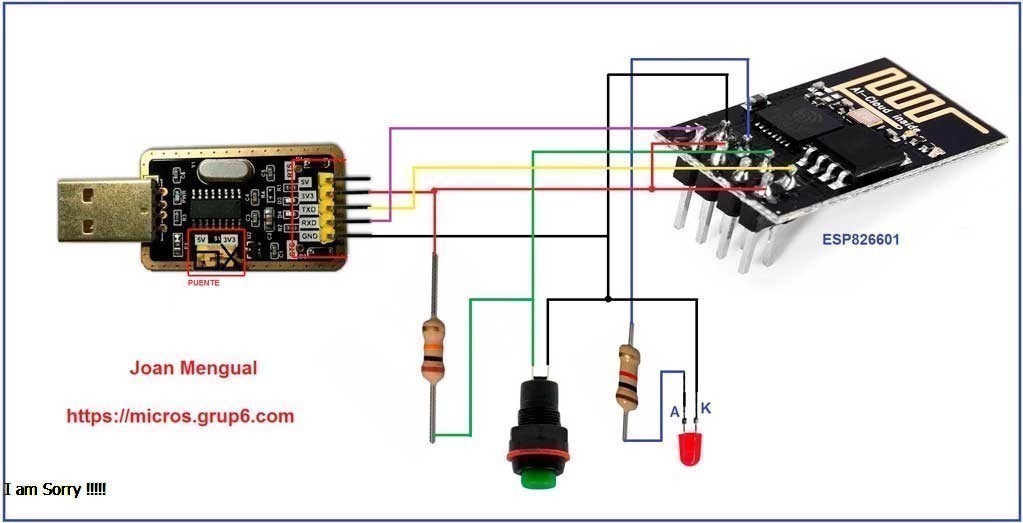 AI-Cloud inside
5V
3V3
TXD
RXD
GND
5V
3V3
PUENTE
ESP826601
Joan Mengual
https://micros.grup6.com
A
K
I am Sorry !!!!!